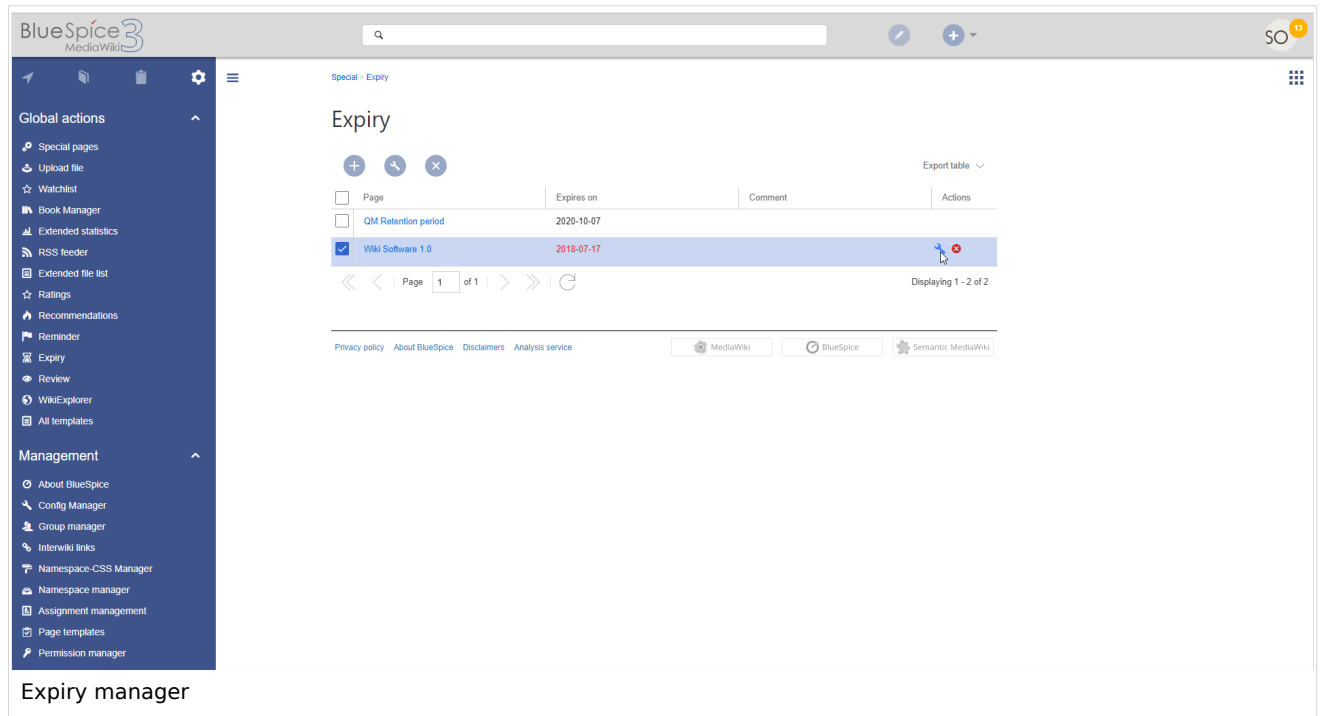 BlueSpice 3
MediaWiki
SO 13
Special > Expiry
Global actions
Special pages
Upload file
Watchlist
Book Manager
Extended statistics
RSS feeder
Extended file list
Ratings
Recommendations
Reminder
Expiry
Review
WikiExplorer
All templates
Management
About BlueSpice
Config Manager
Group manager
Interwiki links
Namespace-CSS Manager
Namespace manager
Assignment management
Page templates
Permission manager
Expiry
Export table
Page Expires on Comment Actions
QM:Retention period 2020-10-07
Wiki Software 1.0 2018-07-17
Page 1 of 1 Displaying 1 - 2 of 2
Privacy policy About BlueSpice Disclaimers Analysis service MediaWiki BlueSpice Semantic MediaWiki
Expiry manager